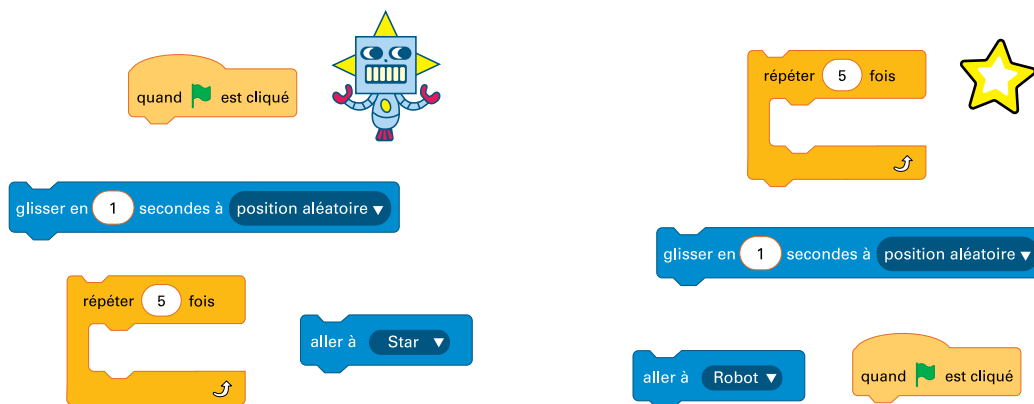 quand est cliqué
glisser en 1 secondes à position aléatoire ▾
répéter 5 fois
aller à Star ▾
répéter 5 fois
glisser en 1 secondes à position aléatoire ▾
aller à Robot ▾
quand est cliqué